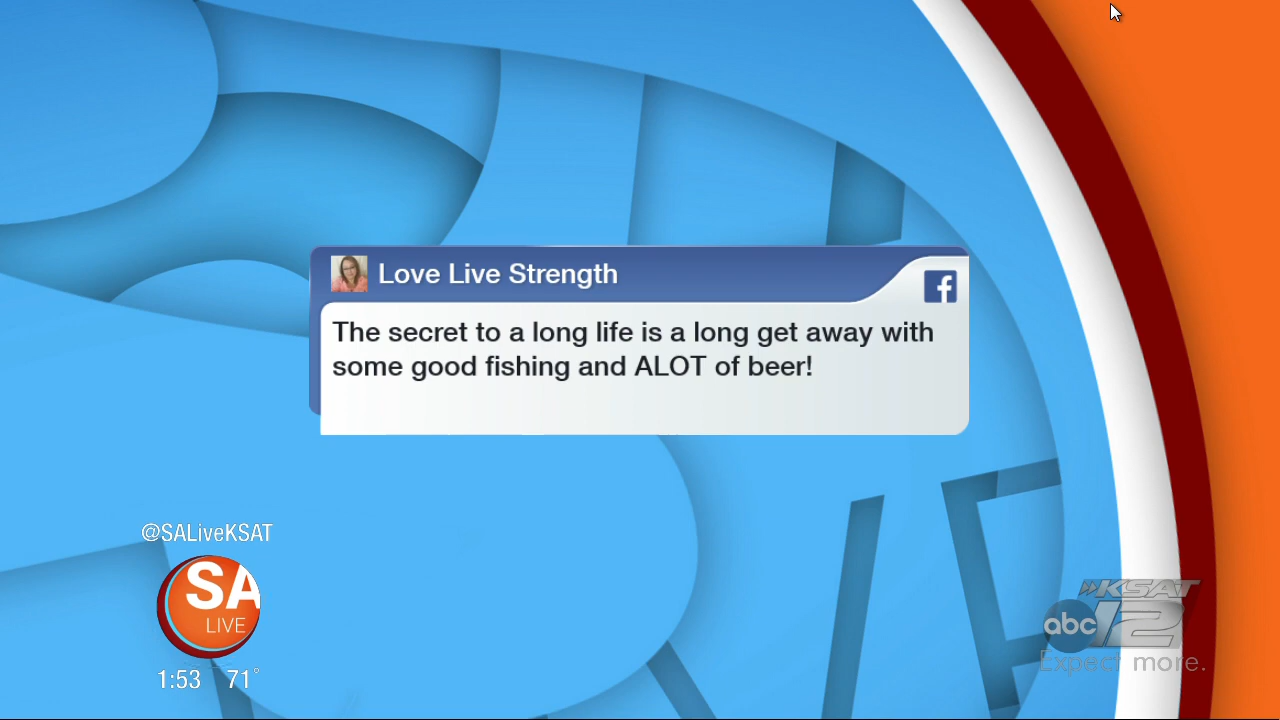 Love Live Strength
The secret to a long life is a long get away with
some good fishing and ALOT of beer!
@SALiveKSAT
SA
LIVE
1:53 71°
KSAT
abc 12
Expect more.